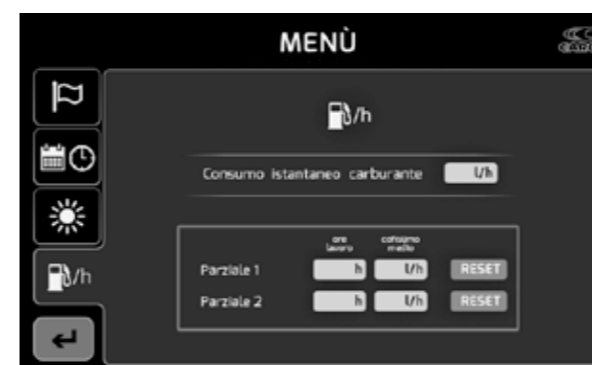 MENÙ
/h
Consumo istantaneo carburante l/h
ore lavoro consumo medio
/h
Parziale 1 h l/h RESET
Parziale 2 h l/h RESET